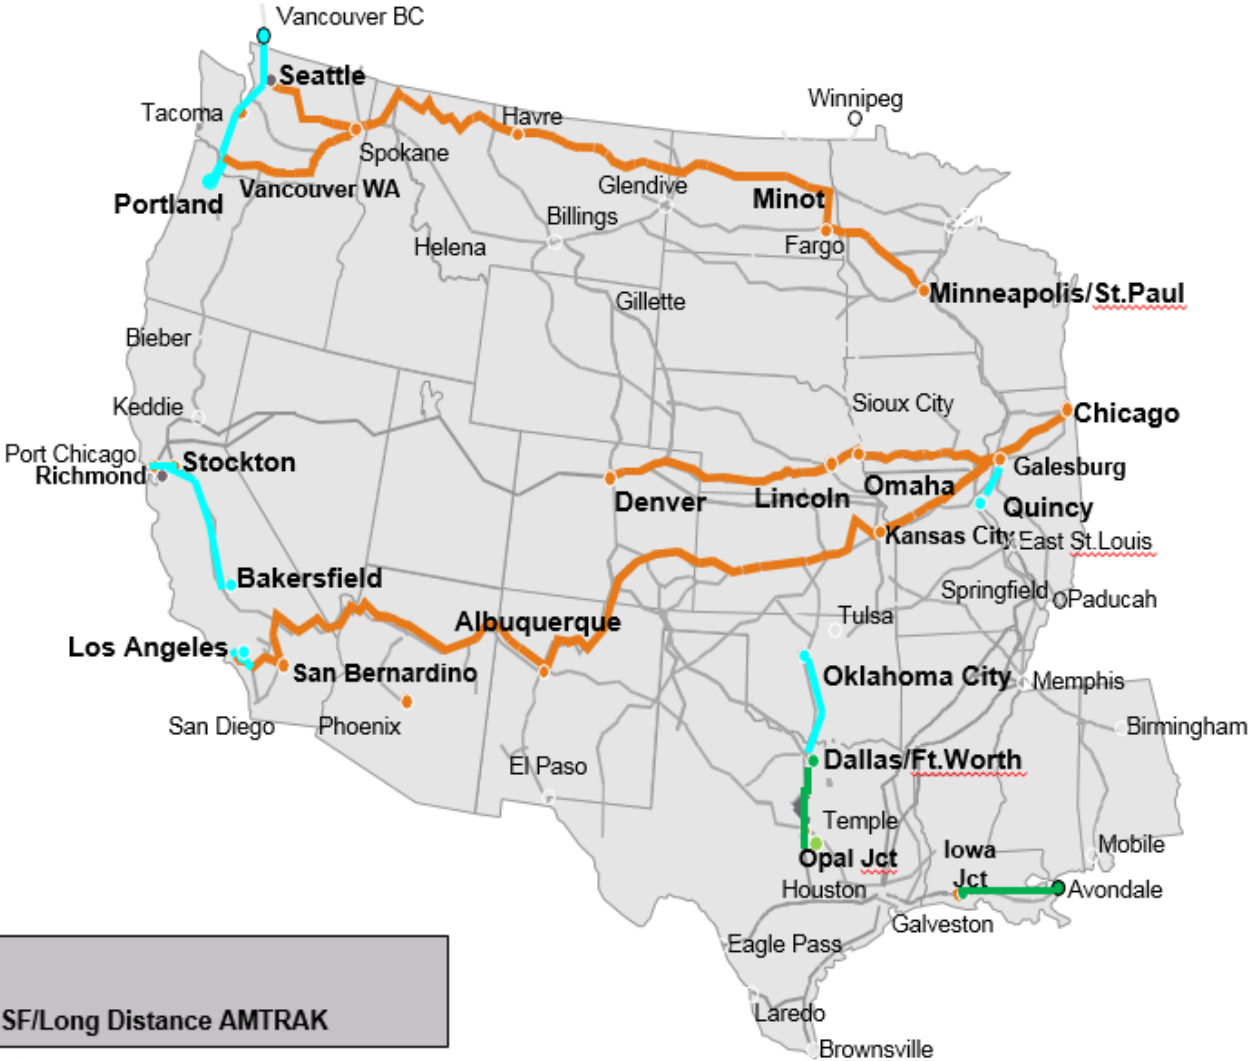 Vancouver BC
Seattle
Winnipeg
Tacoma
Havre
Spokane
Glendive
Vancouver WA
Minot
Portland
Billings
Helena
Fargo
Minneapolis/St.Paul
Gillette
Bieber
Sioux City
Keddie
Chicago
Port Chicago
Stockton
Galesburg
Richmond
Denver
Lincoln
Omaha
Quincy
Kansas City
East St.Louis
Bakersfield
Springfield
Paducah
Tulsa
Albuquerque
Los Angeles
San Bernardino
Oklahoma City
Memphis
San Diego
Phoenix
Birmingham
El Paso
Dallas/Ft.Worth
Temple
Opal Jct
Iowa
Jct
Mobile
Houston
Avondale
Galveston
Eagle Pass
Laredo
SF/Long Distance AMTRAK
Brownsville